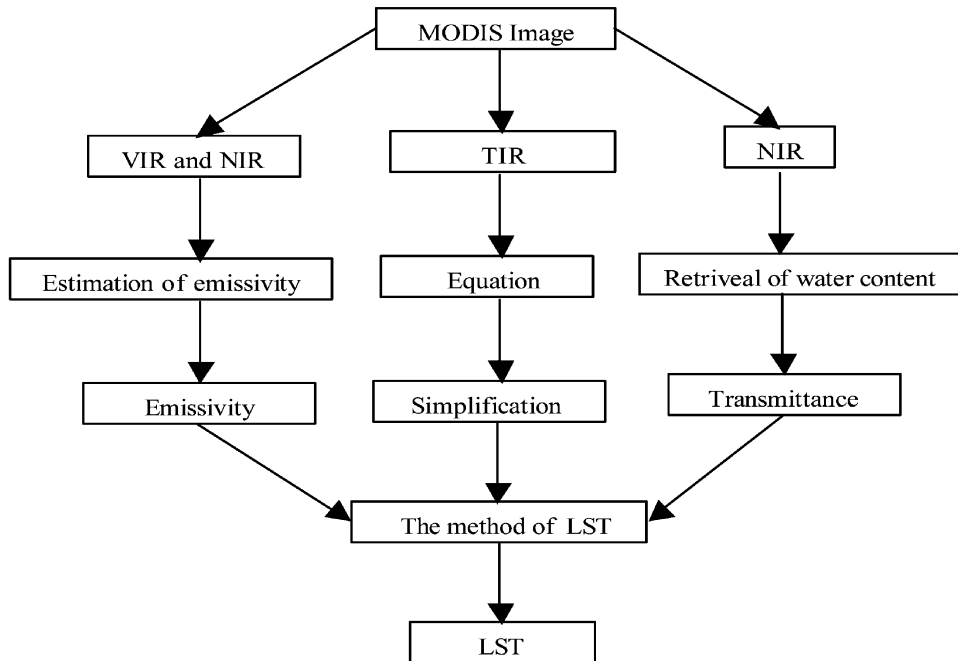 MODIS Image
VIR and NIR
TIR
NIR
Estimation of emissivity
Equation
Retriveal of water content
Emissivity
Simplification
Transmittance
The method of LST
LST